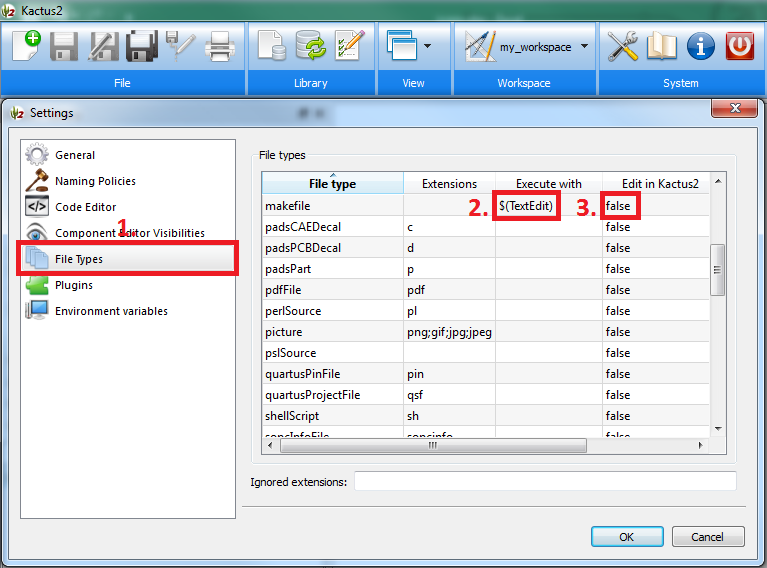 Kactus2
my_workspace
File
Library
View
Workspace
System
Settings
General
Naming Policies
Code Editor
Component Editor Visibilities
1.
File Types
Plugins
Environment variables
File types
File type Extensions Execute with Edit in Kactus2
makefile 2. $(TextEdit) 3. false
padsCAEDecal c false
padsPCBDecal d false
padsPart p false
pdfFile pdf false
perlSource pl false
picture png;gif;jpg;jpeg false
pslSource false
quartusPinFile pin false
quartusProjectFile qsf false
shellScript sh false
sopcInfoFile sopcinfo false
Ignored extensions:
OK Cancel